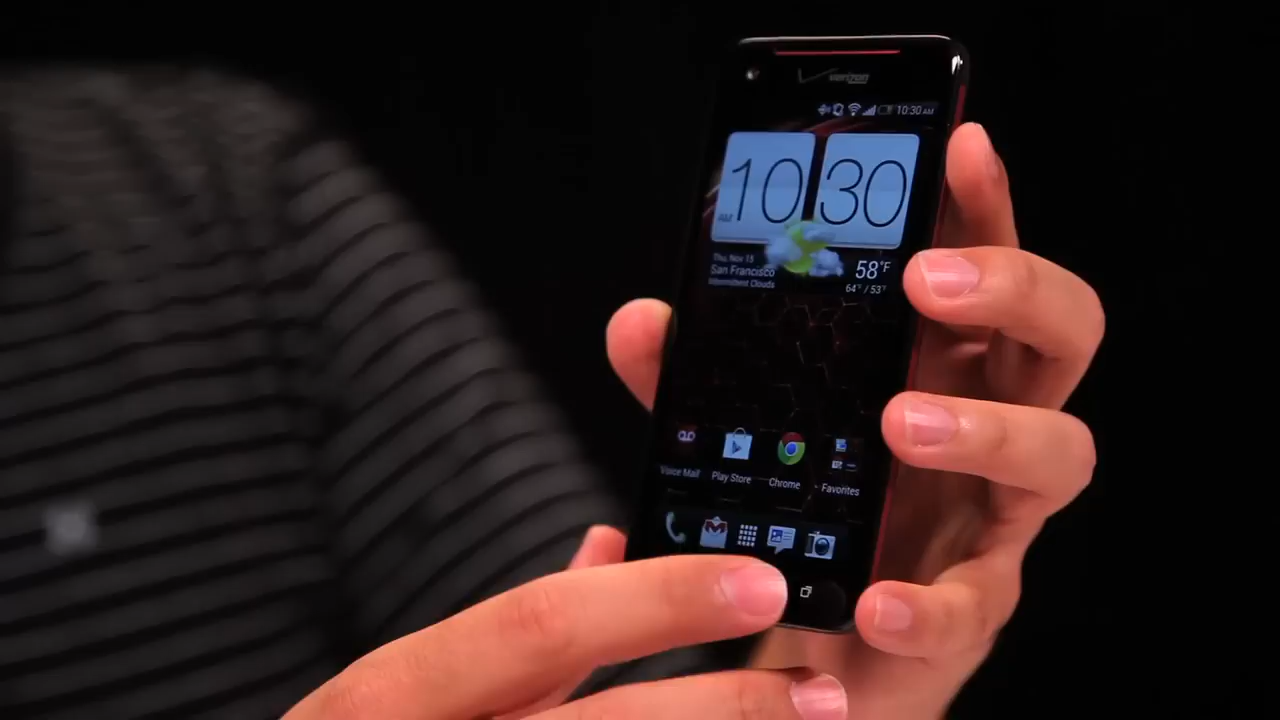 verizon
10:30 AM
10 30
AM
Thu, Nov 15
San Francisco
Intermittent Clouds
58°F
64°/53°
Voice Mail Play Store Chrome Favorites